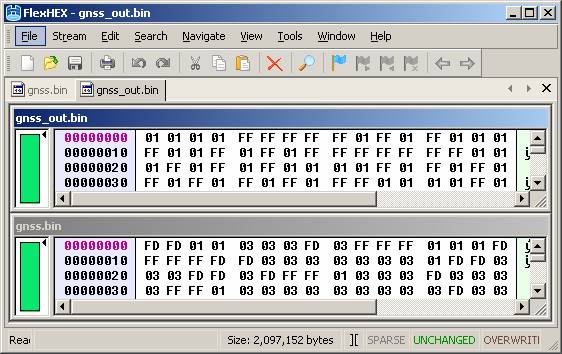 FlexHEX - gnss_out.bin
File Stream Edit Search Navigate View Tools Window Help
gnss.bin gnss_out.bin
gnss_out.bin
00000000 01 01 01 01 FF FF FF FF FF 01 FF 01 FF 01 01 01
00000010 FF 01 01 FF 01 01 01 01 01 01 FF 01 01 FF 01 FF
00000020 01 FF 01 FF 01 01 FF 01 FF 01 FF FF 01 FF 01 01
00000030 FF 01 FF 01 FF 01 FF FF 01 FF FF 01 01 01 FF 01
gnss.bin
00000000 FD FD 01 01 03 03 03 FD 03 FF FF FF 01 01 01 FD
00000010 FF FF FD FD 03 03 03 03 03 03 FD 03 03 FD 03 FD
00000020 03 03 FD 03 FD FF FF 01 03 03 03 03 FD 03 03 FD
00000030 03 FF FF 01 03 03 03 03 03 03 03 03 03 FD 03 03
Size: 2,097,152 bytes ][ SPARSE UNCHANGED OVERWRITI